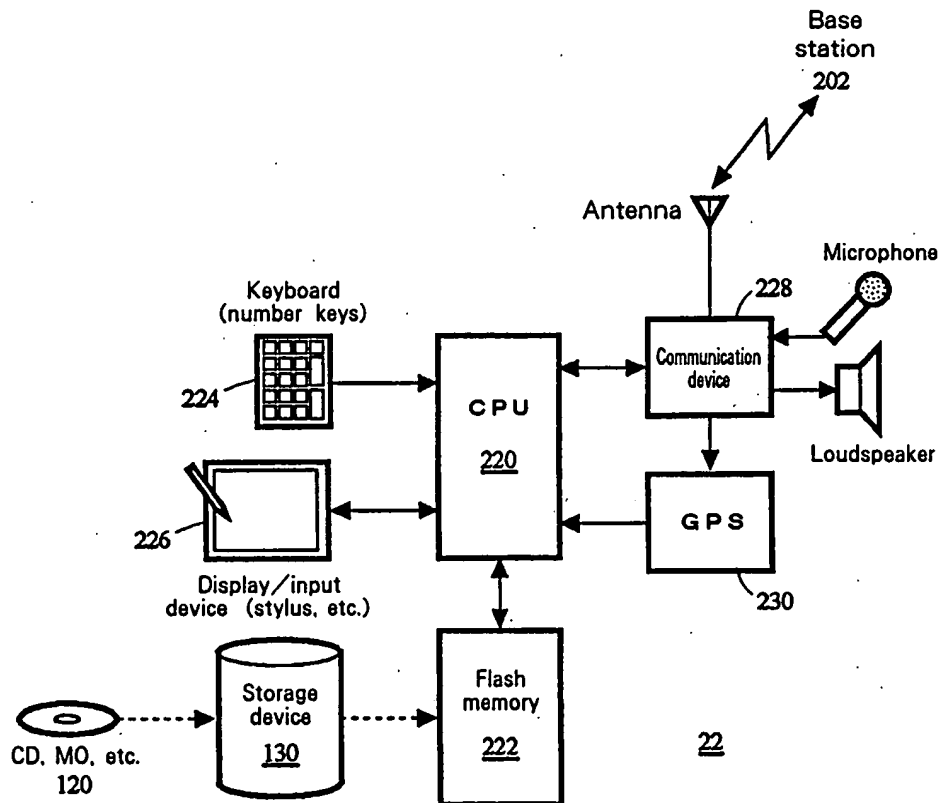 Base
station
202
Antenna
Microphone
Keyboard
(number keys)
228
Communication
device
224
CPU
220
Loudspeaker
226
GPS
230
Display/input
device (stylus, etc.)
Storage
device
130
Flash
memory
222
22
CD, MO, etc.
120